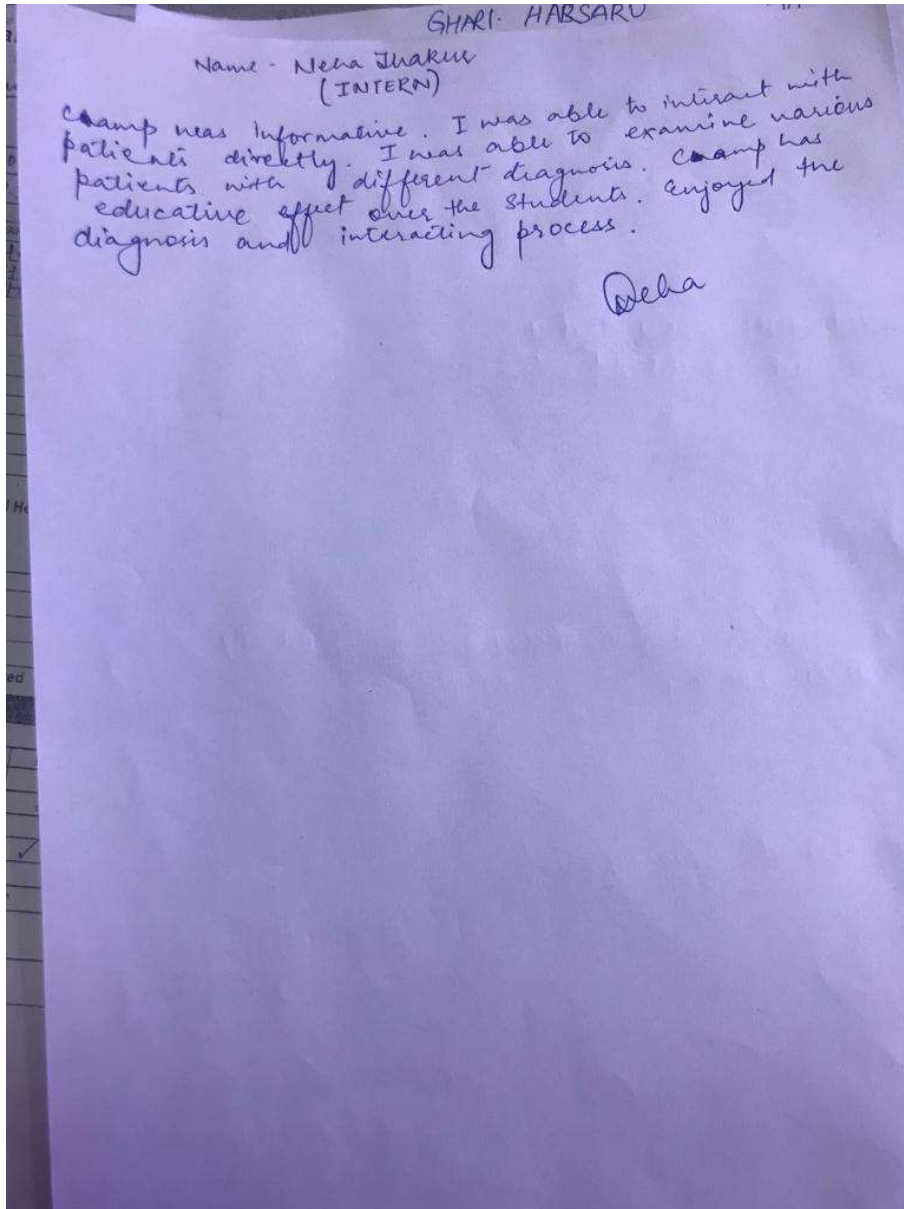 GHARI. HABSARU
Name - Neha Thakur
(INTERN)
Camp was Informative. I was able to interact with
patients directly. I was able to examine various
patients with different diagnosis. Camp has
educative effect over the students. Enjoyed the
diagnosis and interacting process.
Neha
ed